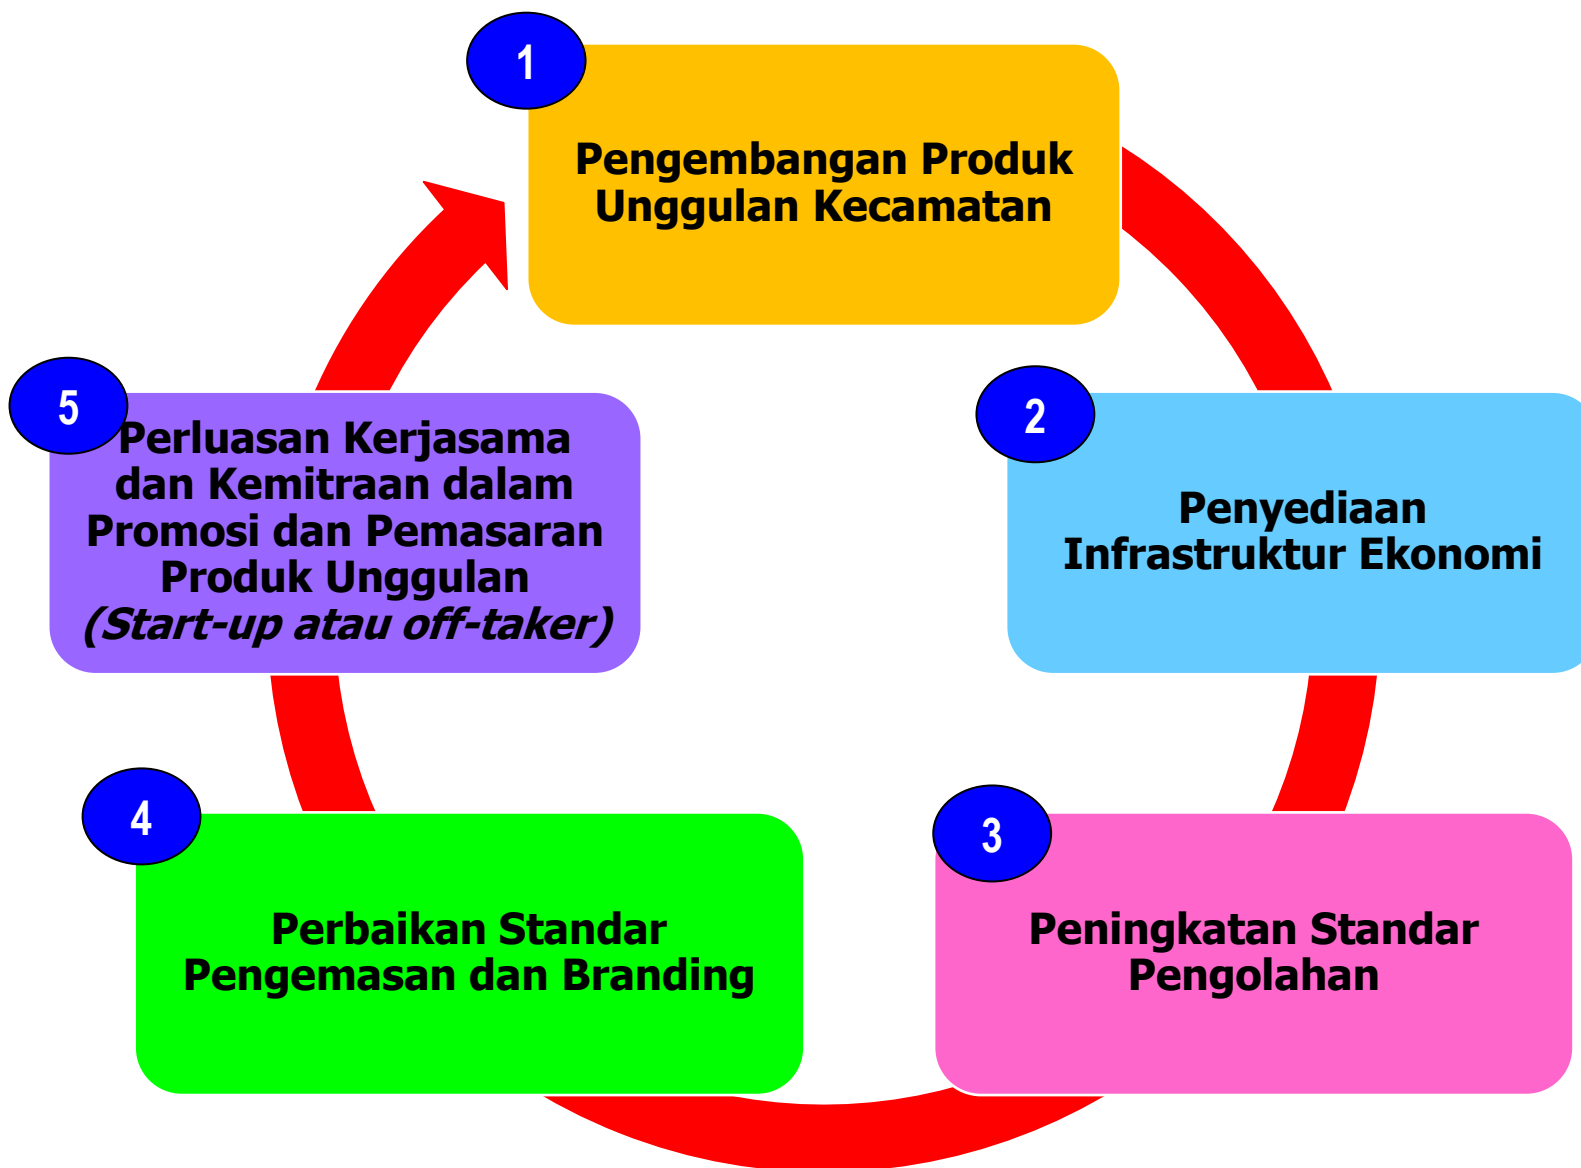 1
Pengembangan Produk
Unggulan Kecamatan
2
Penyediaan
Infrastruktur Ekonomi
3
Peningkatan Standar
Pengolahan
4
Perbaikan Standar
Pengemasan dan Branding
5
Perluasan Kerjasama
dan Kemitraan dalam
Promosi dan Pemasaran
Produk Unggulan
(Start-up atau off-taker)